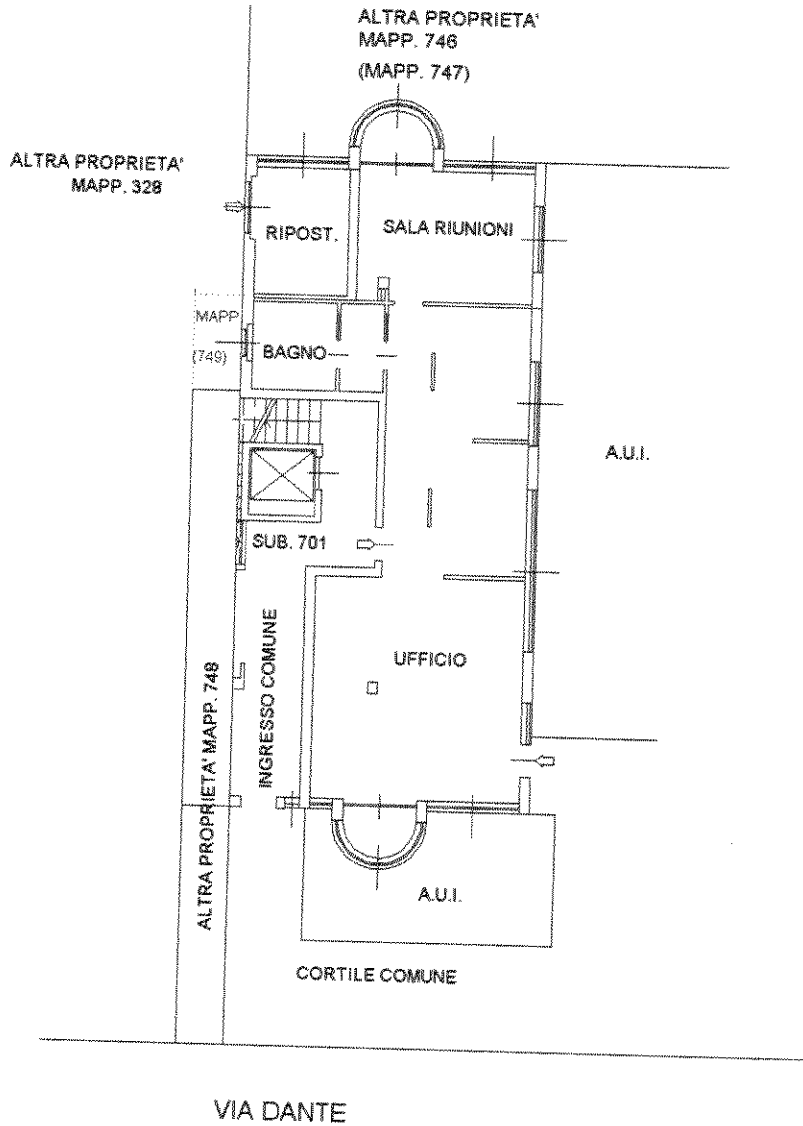 ALTRA PROPRIETA'
MAPP. 746
(MAPP. 747)
ALTRA PROPRIETA'
MAPP. 328
RIPOST.
SALA RIUNIONI
MAPP
(749)
BAGNO
A.U.I.
SUB. 701
INGRESSO COMUNE
UFFICIO
ALTRA PROPRIETA' MAPP. 748
A.U.I.
CORTILE COMUNE
VIA DANTE